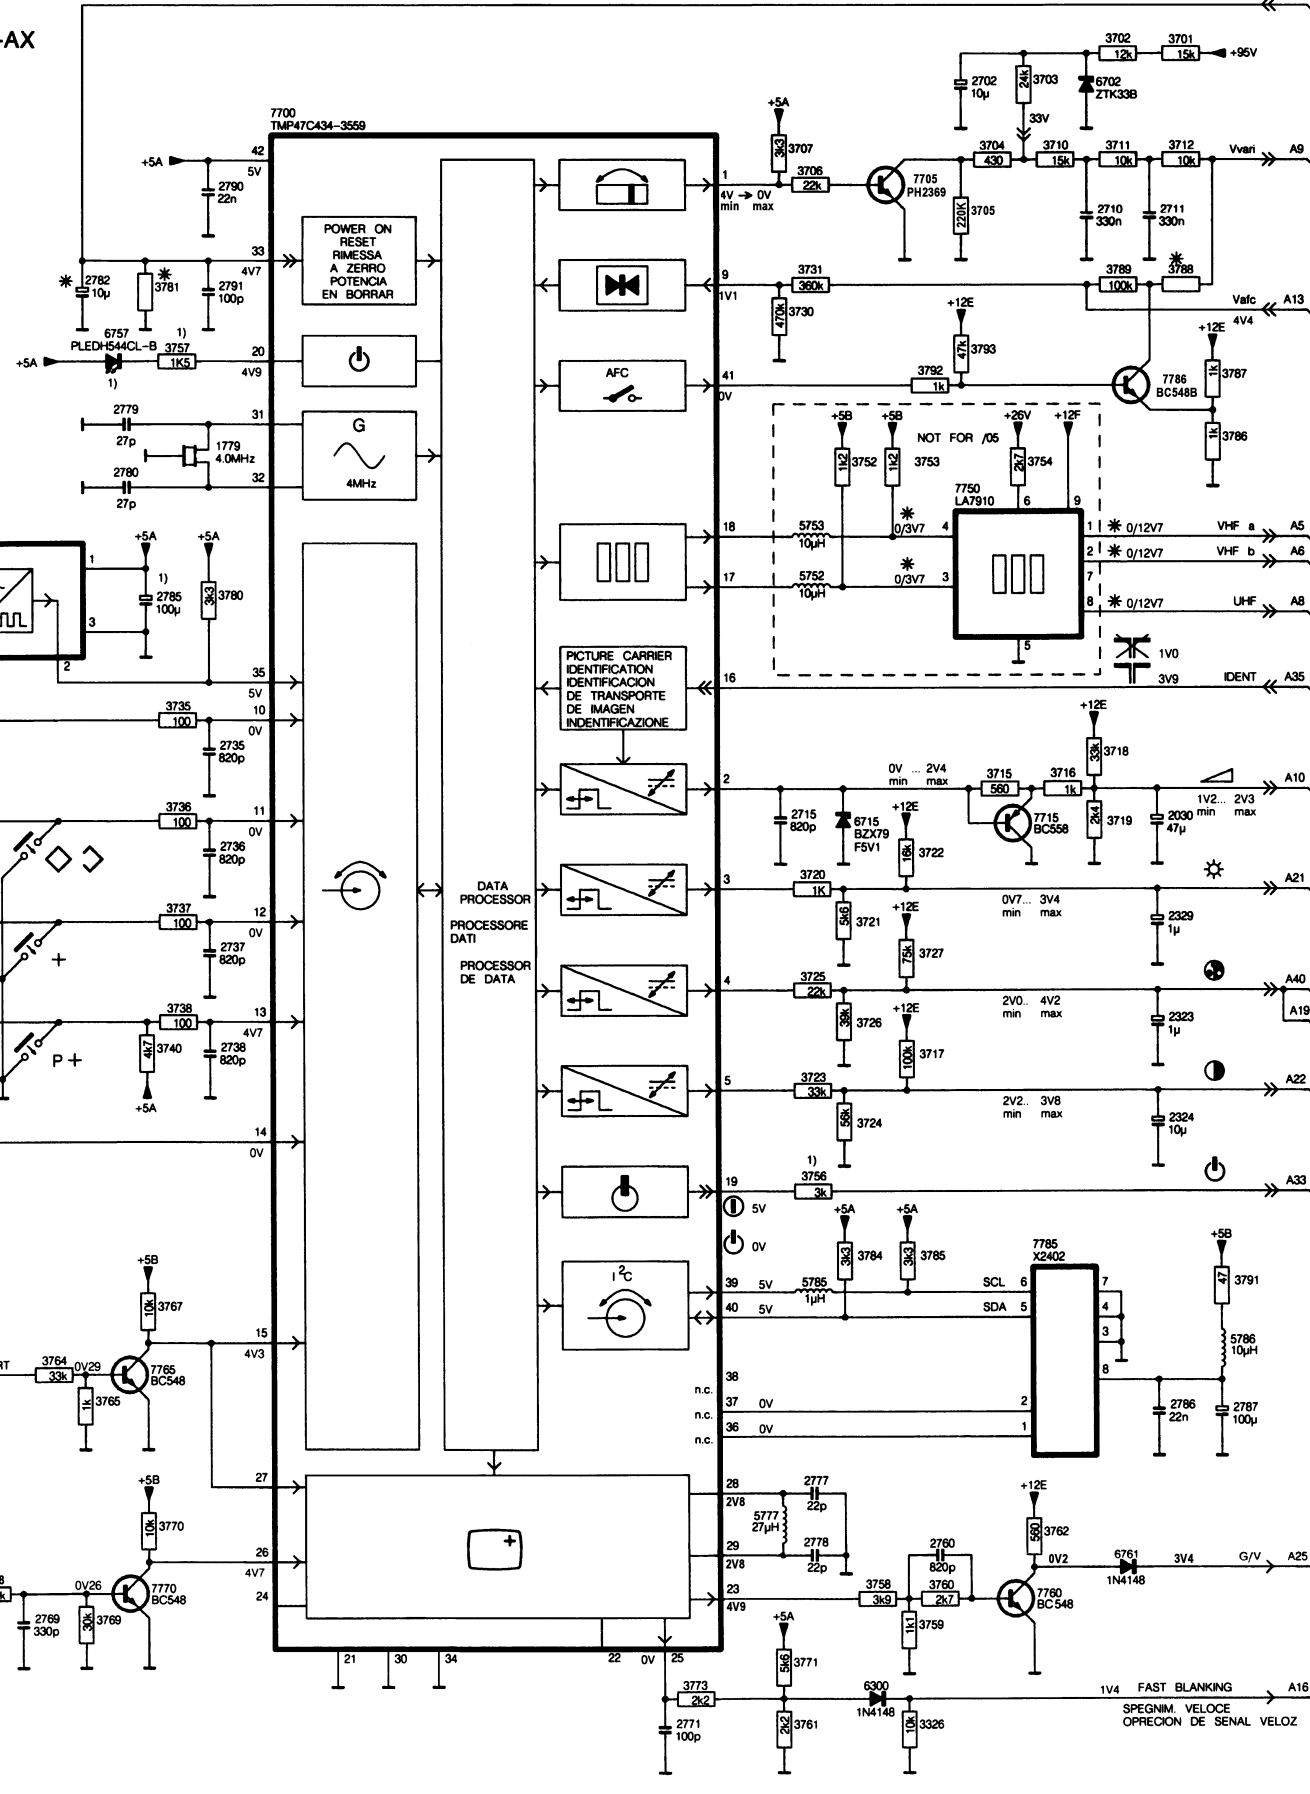 -AX
7700
TMP47C434-3559
+5A
42
5V
2790
22n
33
4V7
2782
10µ
3781
2791
100p
POWER ON
RESET
RIMESSA
A ZERRO
POTENCIA
EN BORRAR
6757
PLEDH544CL-B
1)
3757
1K5
+5A
1)
20
4V9
2779
27p
31
1779
4.0MHz
2780
27p
32
G
4MHz
+5A
+5A
1
1)
2785
100µ
3k3
3780
3
2
35
5V
3735
100
10
0V
2735
820p
3736
100
11
0V
2736
820p
3737
100
12
0V
2737
820p
+
3738
100
13
4V7
2738
820p
P +
4k7
3740
+5A
14
0V
+5B
10k
3767
15
4V3
RT
3764
33k
0V29
7765
BC548
1k
3765
27
+5B
10k
3770
26
4V7
24
8
k
0V26
7770
BC548
2769
330p
30k
3769
21
30
34
22
0V
25
DATA
PROCESSOR
PROCESSORE
DATI
PROCESSOR
DE DATA
AFC
PICTURE CARRIER
IDENTIFICATION
IDENTIFICACION
DE TRANSPORTE
DE IMAGEN
INDENTIFICAZIONE
I²C
+
+5A
3k3
3707
1
4V → 0V
min max
3706
22k
7705
PH2369
2702
10µ
24k
3703
6702
ZTK33B
3702
12k
3701
15k
+95V
33V
3704
430
3710
15k
3711
10k
3712
10k
Vvari
A9
220K
3705
2710
330n
2711
330n
9
1V1
3731
360k
470k
3730
3789
100k
3788
Vafc
4V4
A13
+12E
47k
3793
41
0V
3792
1k
7786
BC548B
+12E
1k
3787
1k
3786
+5B
+5B
NOT FOR /05
+26V
+12F
1k2
3752
1k2
3753
2k7
3754
7750
LA7910
6
9
18
5753
10µH
0/3V7
4
17
5752
10µH
0/3V7
3
1
0/12V7
VHF a
A5
2
0/12V7
VHF b
A6
7
8
0/12V7
UHF
A8
5
1V0
3V9
16
IDENT
A35
+12E
33k
3718
2
0V ... 2V4
min max
3715
560
3716
1k
A10
1V2... 2V3
min max
2715
820p
6715
BZX79
F5V1
+12E
16k
3722
7715
BC558
2k4
3719
2030
47µ
3
3720
1K
A21
5k6
3721
+12E
75k
3727
0V7... 3V4
min max
2329
1µ
4
3725
22k
A40
A19
39k
3726
+12E
100k
3717
2V0.. 4V2
min max
2323
1µ
5
3723
33k
A22
56k
3724
2V2.. 3V8
min max
2324
10µ
1)
19
3756
3k
A33
5V
0V
+5A
+5A
3k3
3784
3k3
3785
7785
X2402
+5B
47
3791
39
5V
5785
1µH
SCL
6
7
40
5V
SDA
5
4
3
5786
10µH
8
38
n.c.
37
0V
n.c.
2
36
0V
n.c.
1
2786
22n
2787
100µ
28
2V8
2777
22p
5777
27µH
29
2V8
2778
22p
+12E
560
3762
2760
820p
0V2
6761
1N4148
3V4
G/V
A25
23
4V9
3758
3k9
3760
2k7
7760
BC548
1k1
3759
+5A
5k6
3771
3773
2k2
6300
1N4148
1V4
FAST BLANKING
A16
SPEGNIM. VELOCE
OPRECION DE SENAL VELOZ
2771
100p
2k2
3761
10k
3326